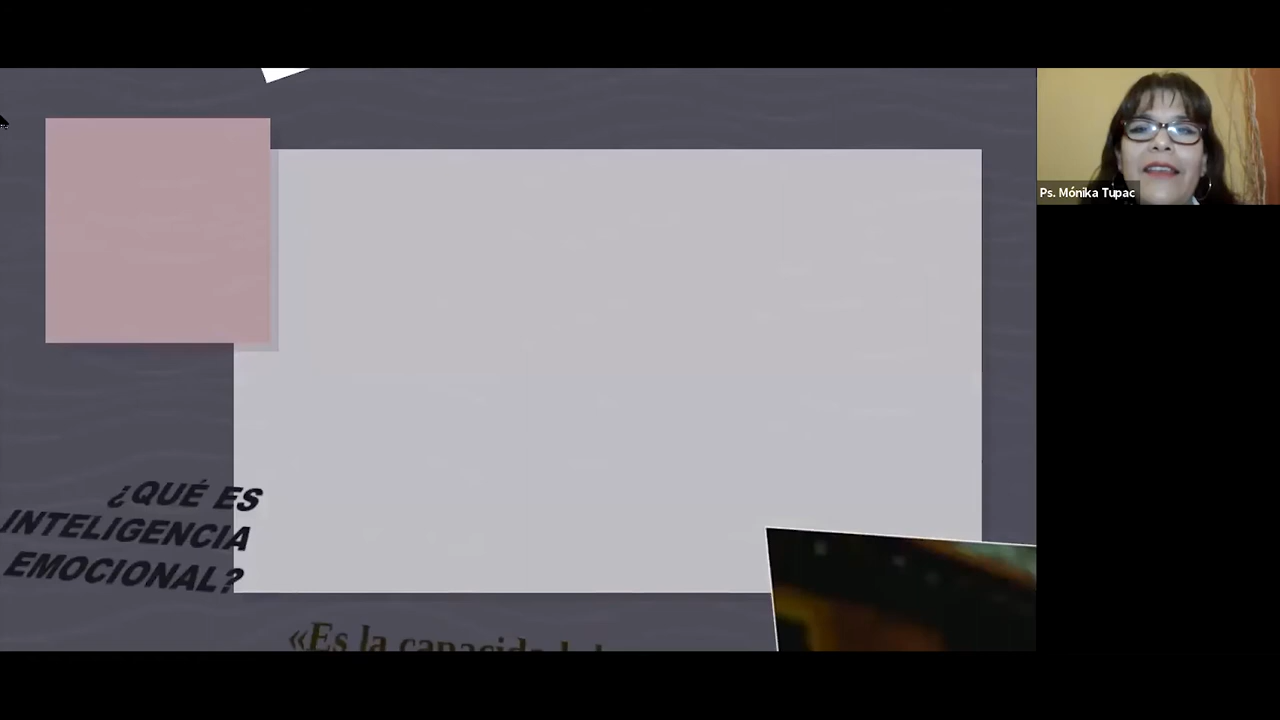 Ps. Mónika Tupac
¿QUÉ ES
INTELIGENCIA
EMOCIONAL?
«Es la